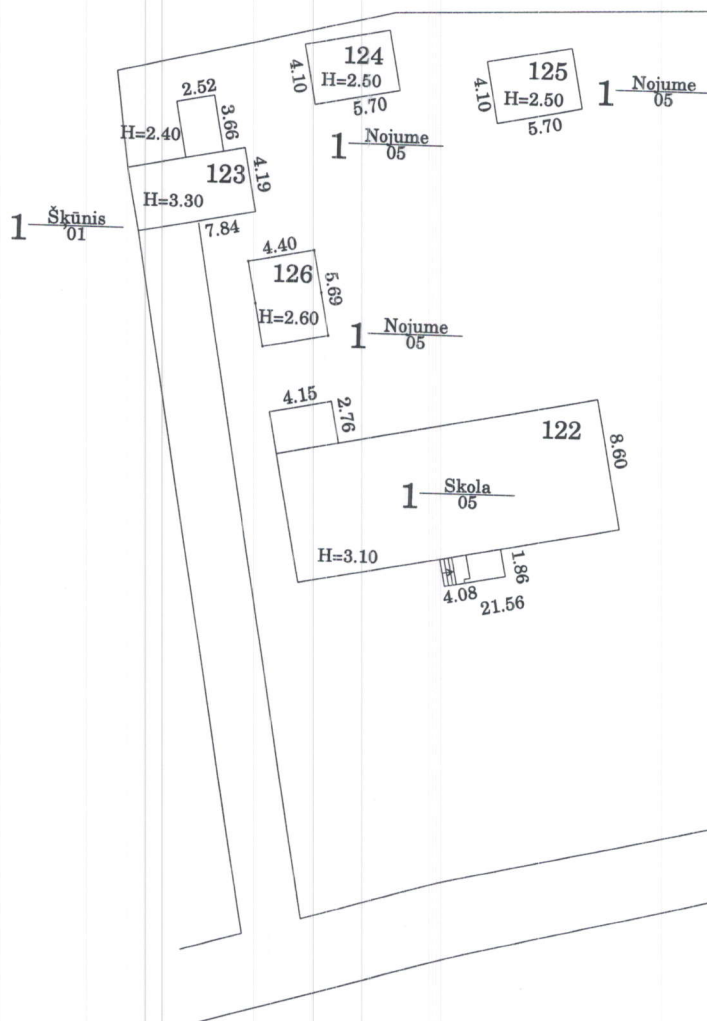 124
4.10
H=2.50
5.70
1 Nojume
05
125
4.10
H=2.50
5.70
1 Nojume
05
2.52
3.66
H=2.40
123
4.19
H=3.30
7.84
1 Šķūnis
01
4.40
126
5.69
H=2.60
1 Nojume
05
4.15
2.76
122
8.60
1 Skola
05
H=3.10
1.86
4.08
21.56